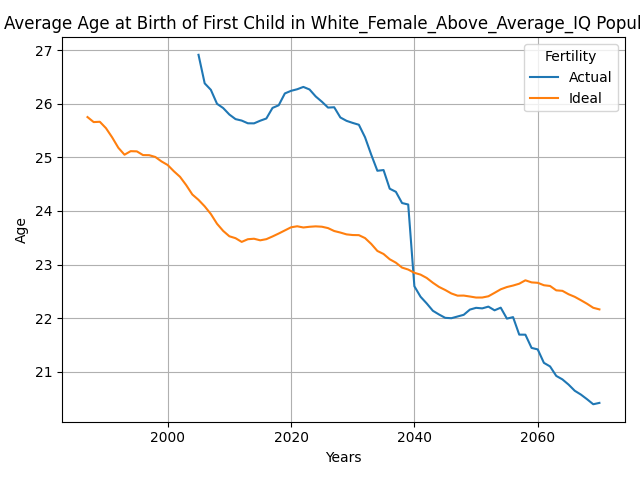 Average Age at Birth of First Child in White_Female_Above_Average_IQ Popul
27
26
25
24
23
22
21
2000
2020
2040
2060
Age
Years
Fertility
Actual
Ideal